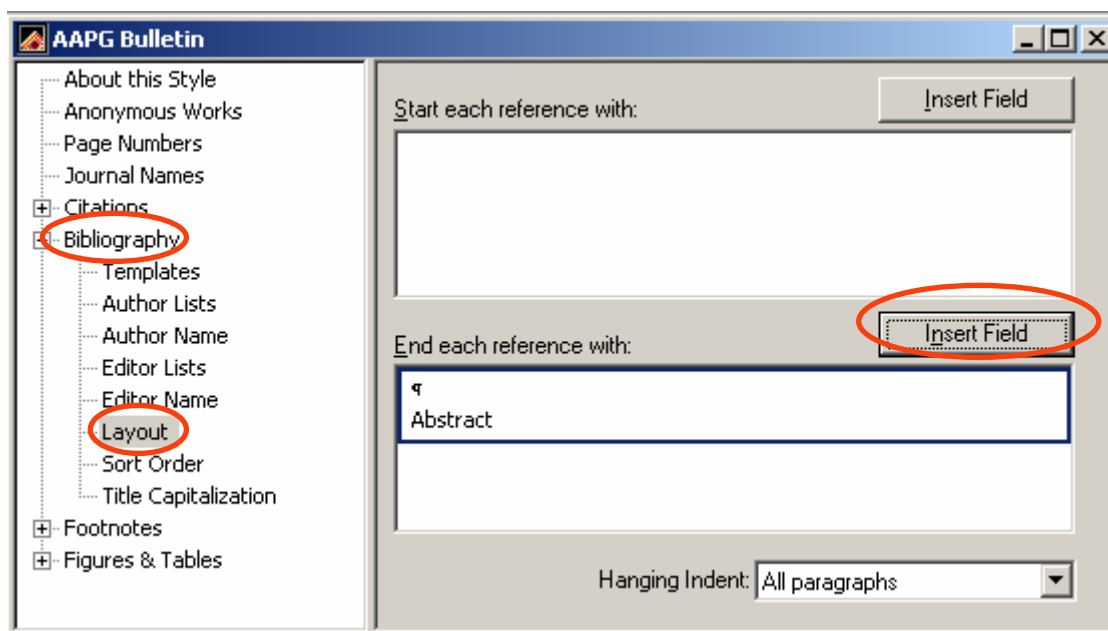 AAPG Bulletin
About this Style
Anonymous Works
Page Numbers
Journal Names
Citations
Bibliography
Templates
Author Lists
Author Name
Editor Lists
Editor Name
Layout
Sort Order
Title Capitalization
Footnotes
Figures & Tables
Start each reference with:
Insert Field
End each reference with:
Insert Field
¶
Abstract
Hanging Indent: All paragraphs